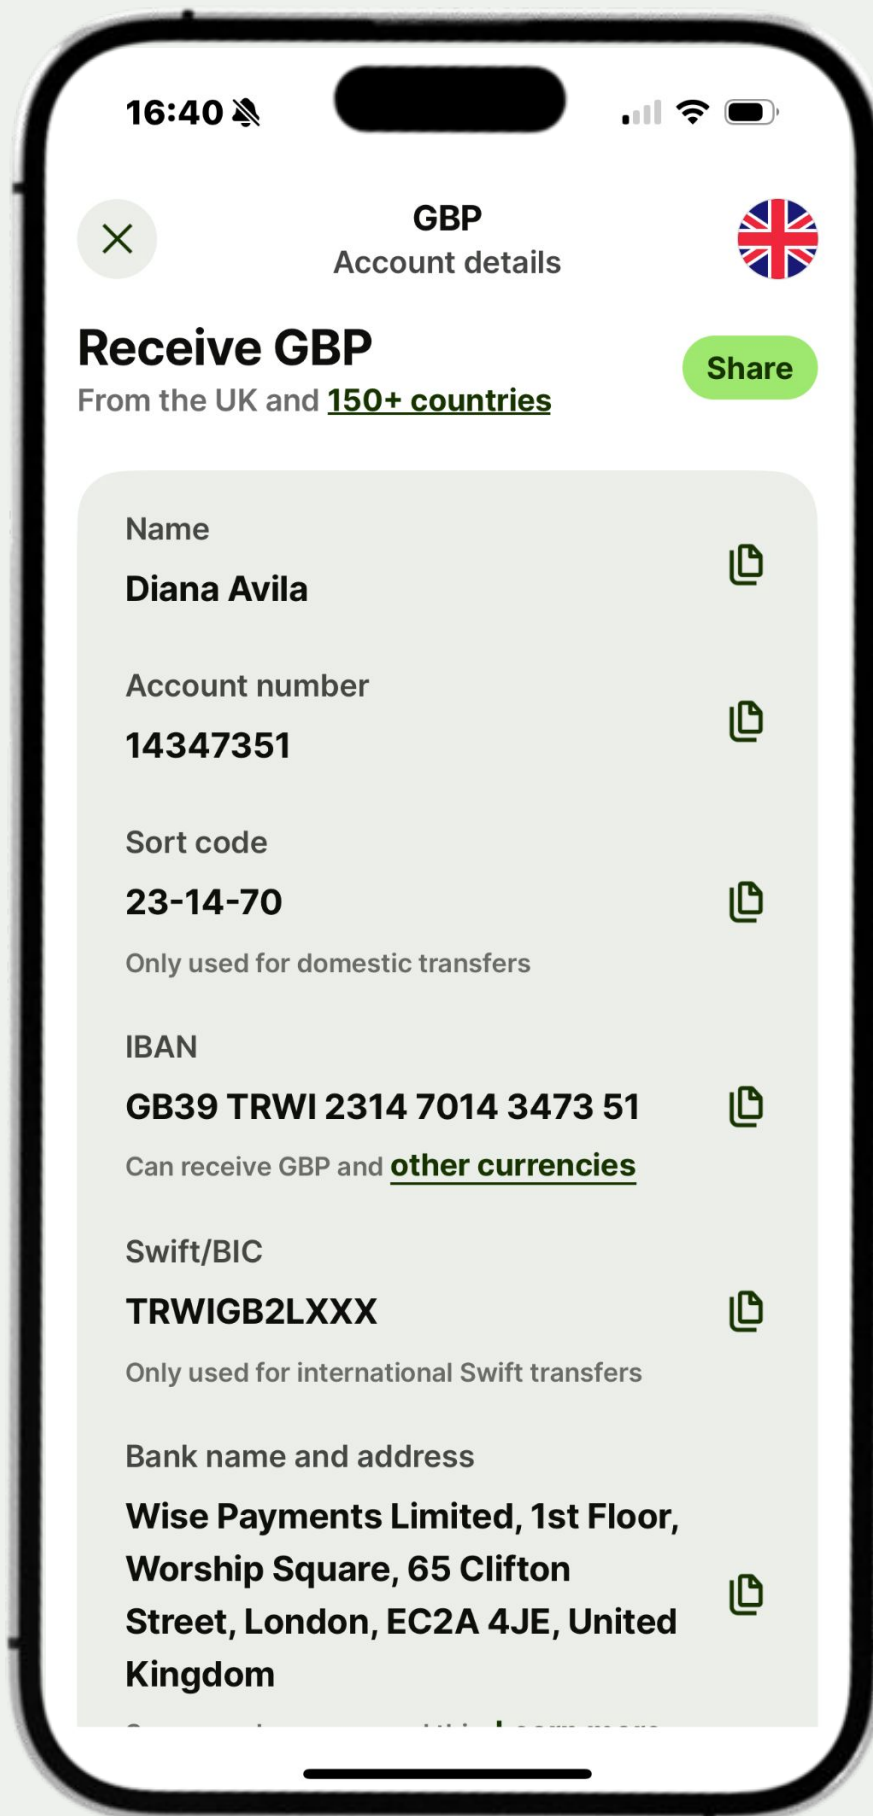 16:40
GBP
Account details
Receive GBP
Share
From the UK and 150+ countries
Name
Diana Avila
Account number
14347351
Sort code
23-14-70
Only used for domestic transfers
IBAN
GB39 TRWI 2314 7014 3473 51
Can receive GBP and other currencies
Swift/BIC
TRWIGB2LXXX
Only used for international Swift transfers
Bank name and address
Wise Payments Limited, 1st Floor,
Worship Square, 65 Clifton
Street, London, EC2A 4JE, United
Kingdom